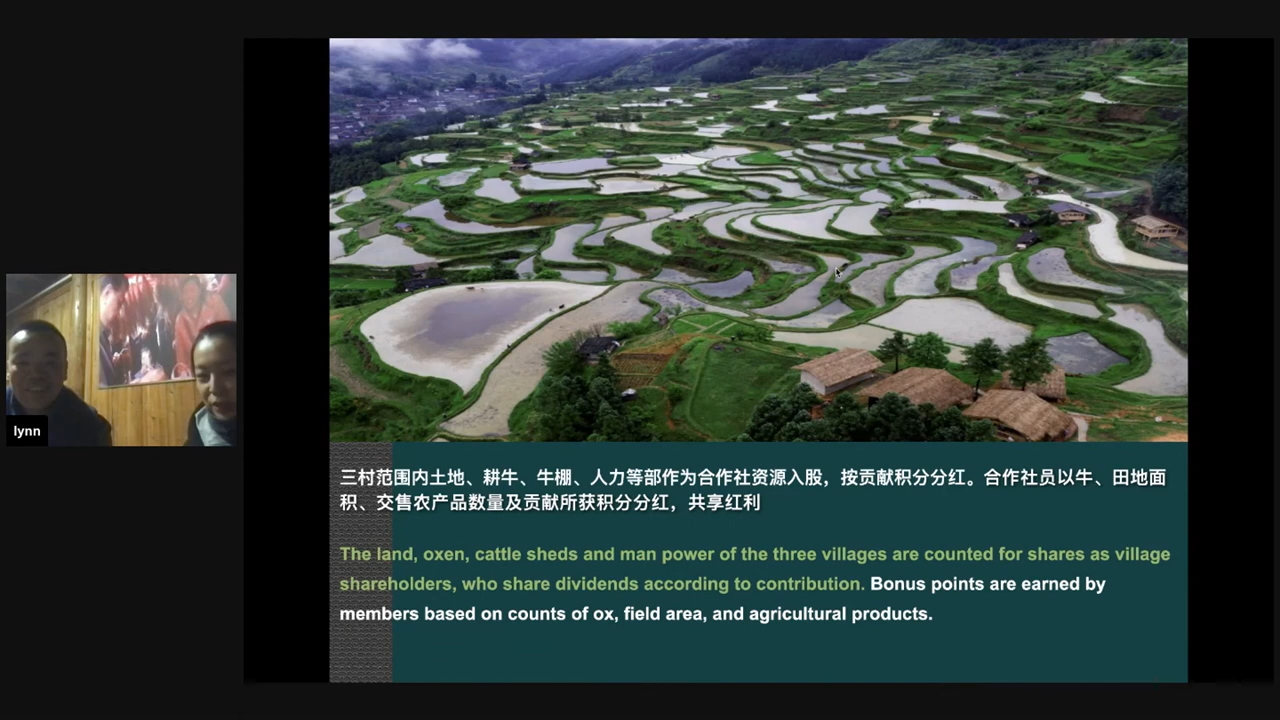 三村范围内土地、耕牛、牛棚、人力等部作为合作社资源入股，按贡献积分分红。合作社员以牛、田地面
积、交售农产品数量及贡献所获积分分红，共享红利
The land, oxen, cattle sheds and man power of the three villages are counted for shares as village
shareholders, who share dividends according to contribution. Bonus points are earned by
members based on counts of ox, field area, and agricultural products.
lynn